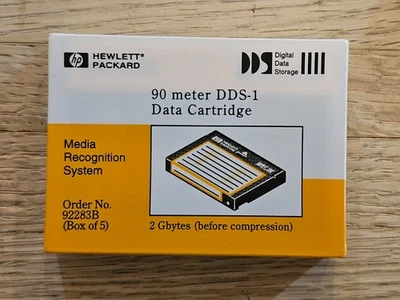 hp HEWLETT® PACKARD
DDS Digital Data Storage
90 meter DDS-1
Data Cartridge
Media
Recognition
System
Order No.
92283B
(Box of 5)
2 Gbytes (before compression)